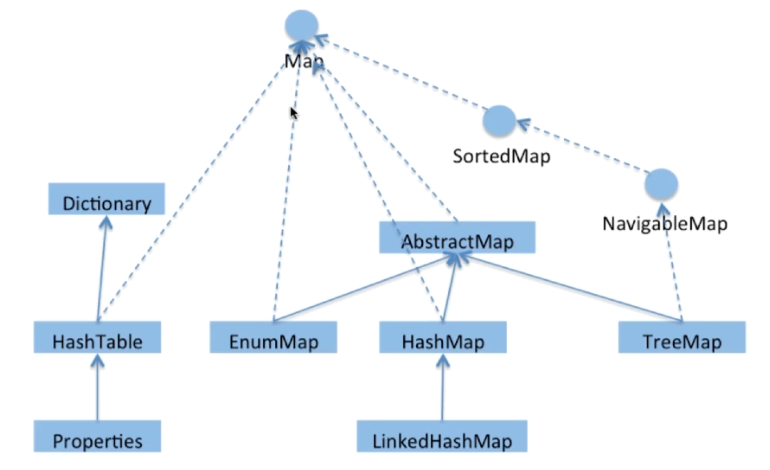 Map
SortedMap
Dictionary
NavigableMap
AbstractMap
HashTable
EnumMap
HashMap
TreeMap
Properties
LinkedHashMap